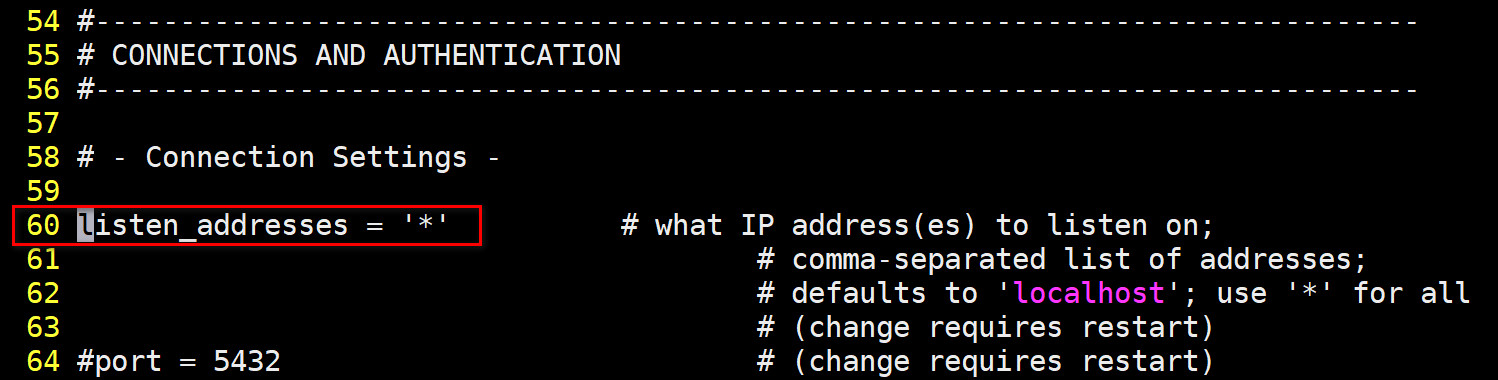 54 #------------------------------------------------------------------------------
55 # CONNECTIONS AND AUTHENTICATION
56 #------------------------------------------------------------------------------
57
58 # - Connection Settings -
59
60 listen_addresses = '*'          # what IP address(es) to listen on;
61                                         # comma-separated list of addresses;
62                                         # defaults to 'localhost'; use '*' for all
63                                         # (change requires restart)
64 #port = 5432                            # (change requires restart)